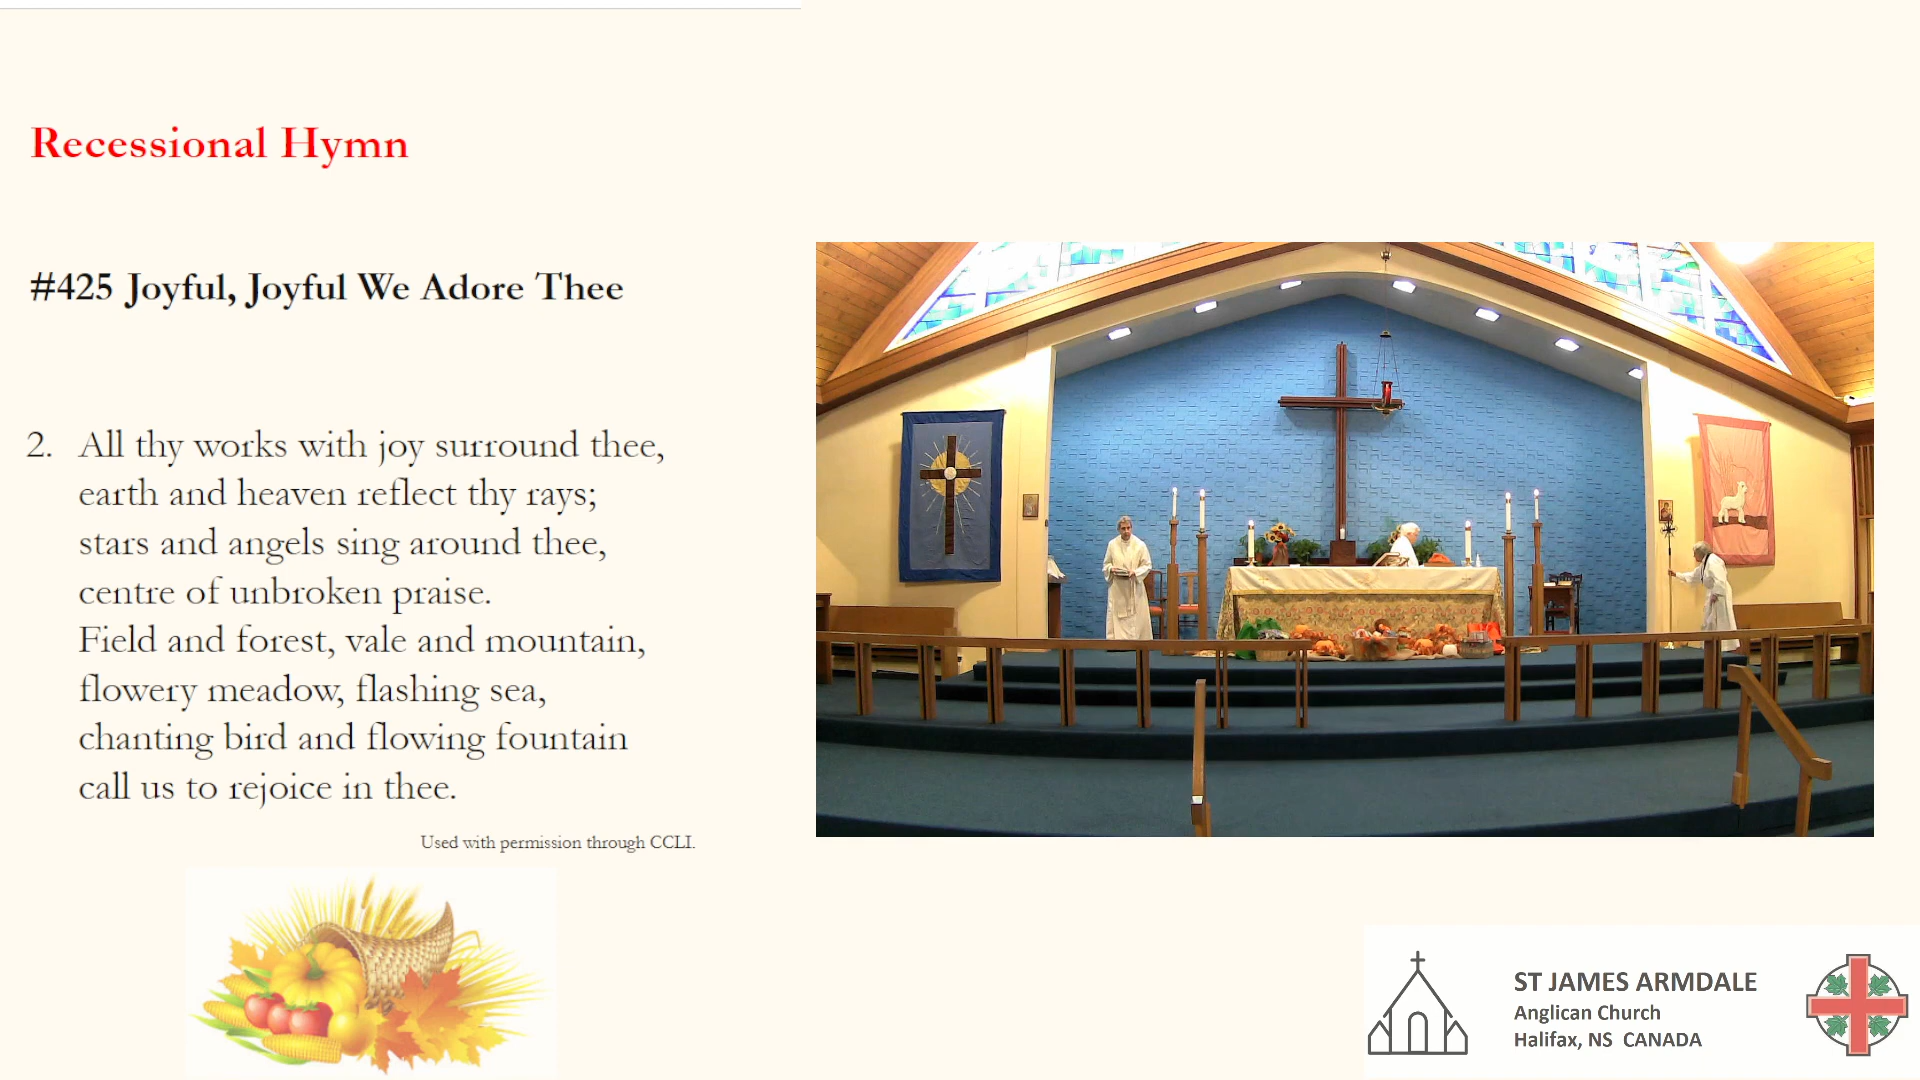 Recessional Hymn
#425 Joyful, Joyful We Adore Thee
2. All thy works with joy surround thee,
earth and heaven reflect thy rays;
stars and angels sing around thee,
centre of unbroken praise.
Field and forest, vale and mountain,
flowery meadow, flashing sea,
chanting bird and flowing fountain
call us to rejoice in thee.
Used with permission through CCLI.
ST JAMES ARMDALE
Anglican Church
Halifax, NS CANADA